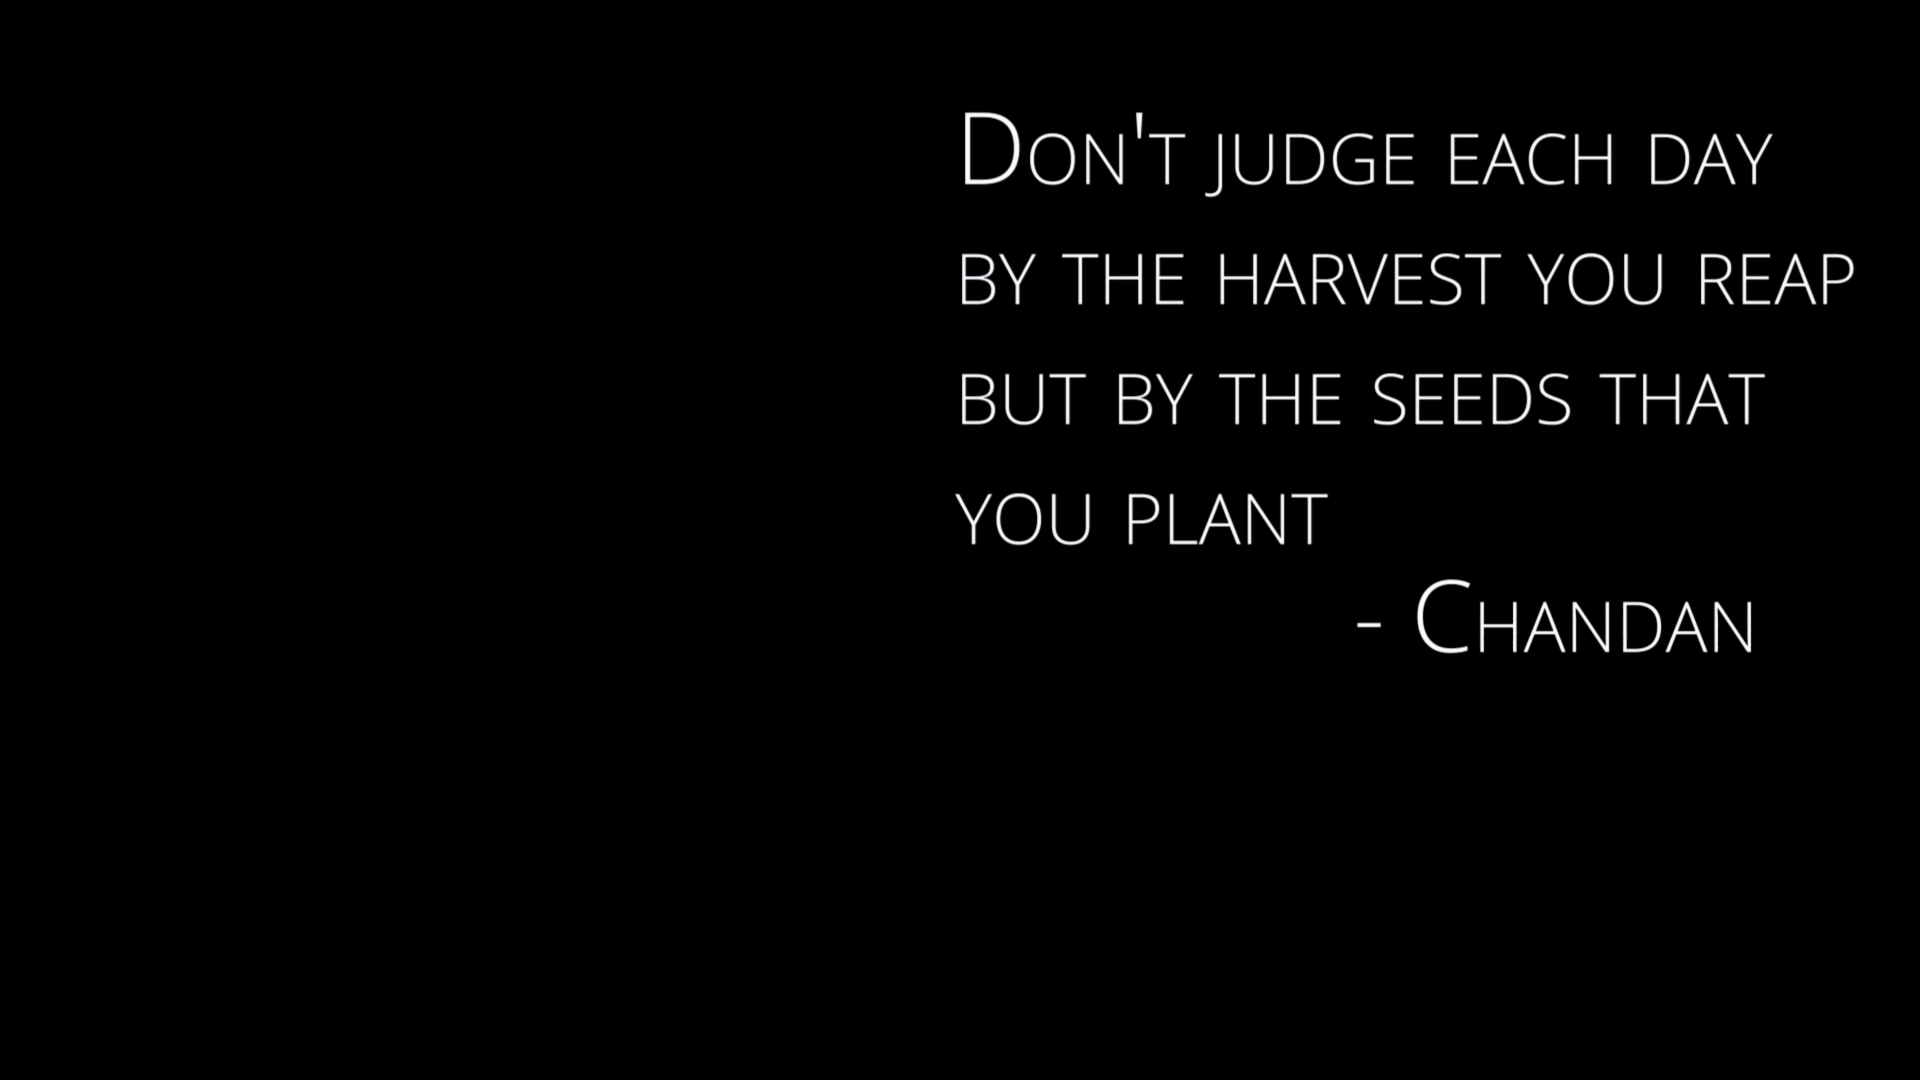 Don't judge each day
by the harvest you reap
but by the seeds that
you plant
- Chandan